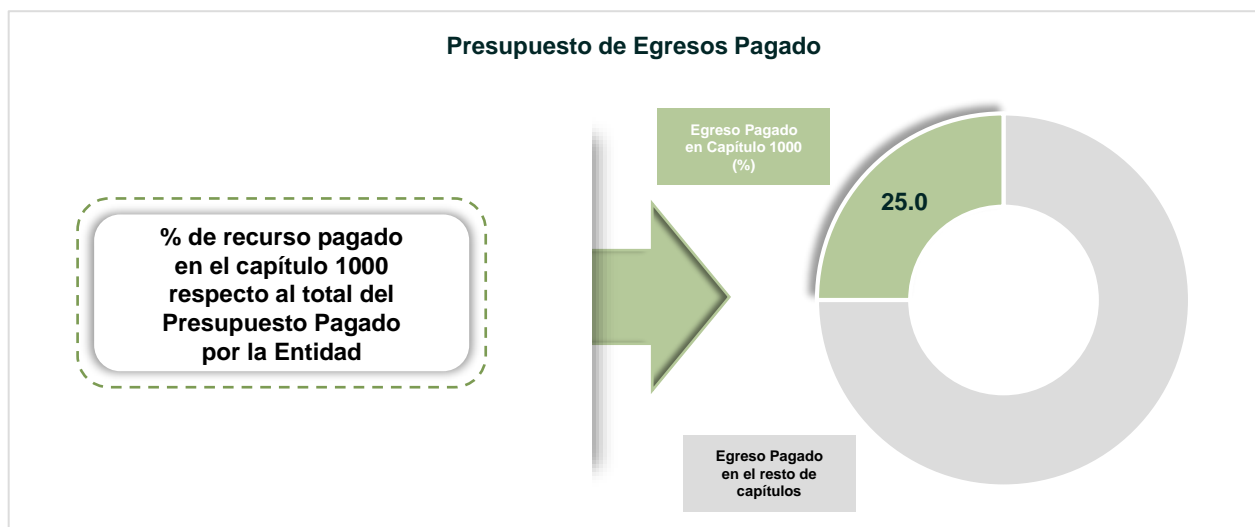 Presupuesto de Egresos Pagado
Egreso Pagado
en Capítulo 1000
(%)
25.0
% de recurso pagado
en el capítulo 1000
respecto al total del
Presupuesto Pagado
por la Entidad
Egreso Pagado
en el resto de
capítulos